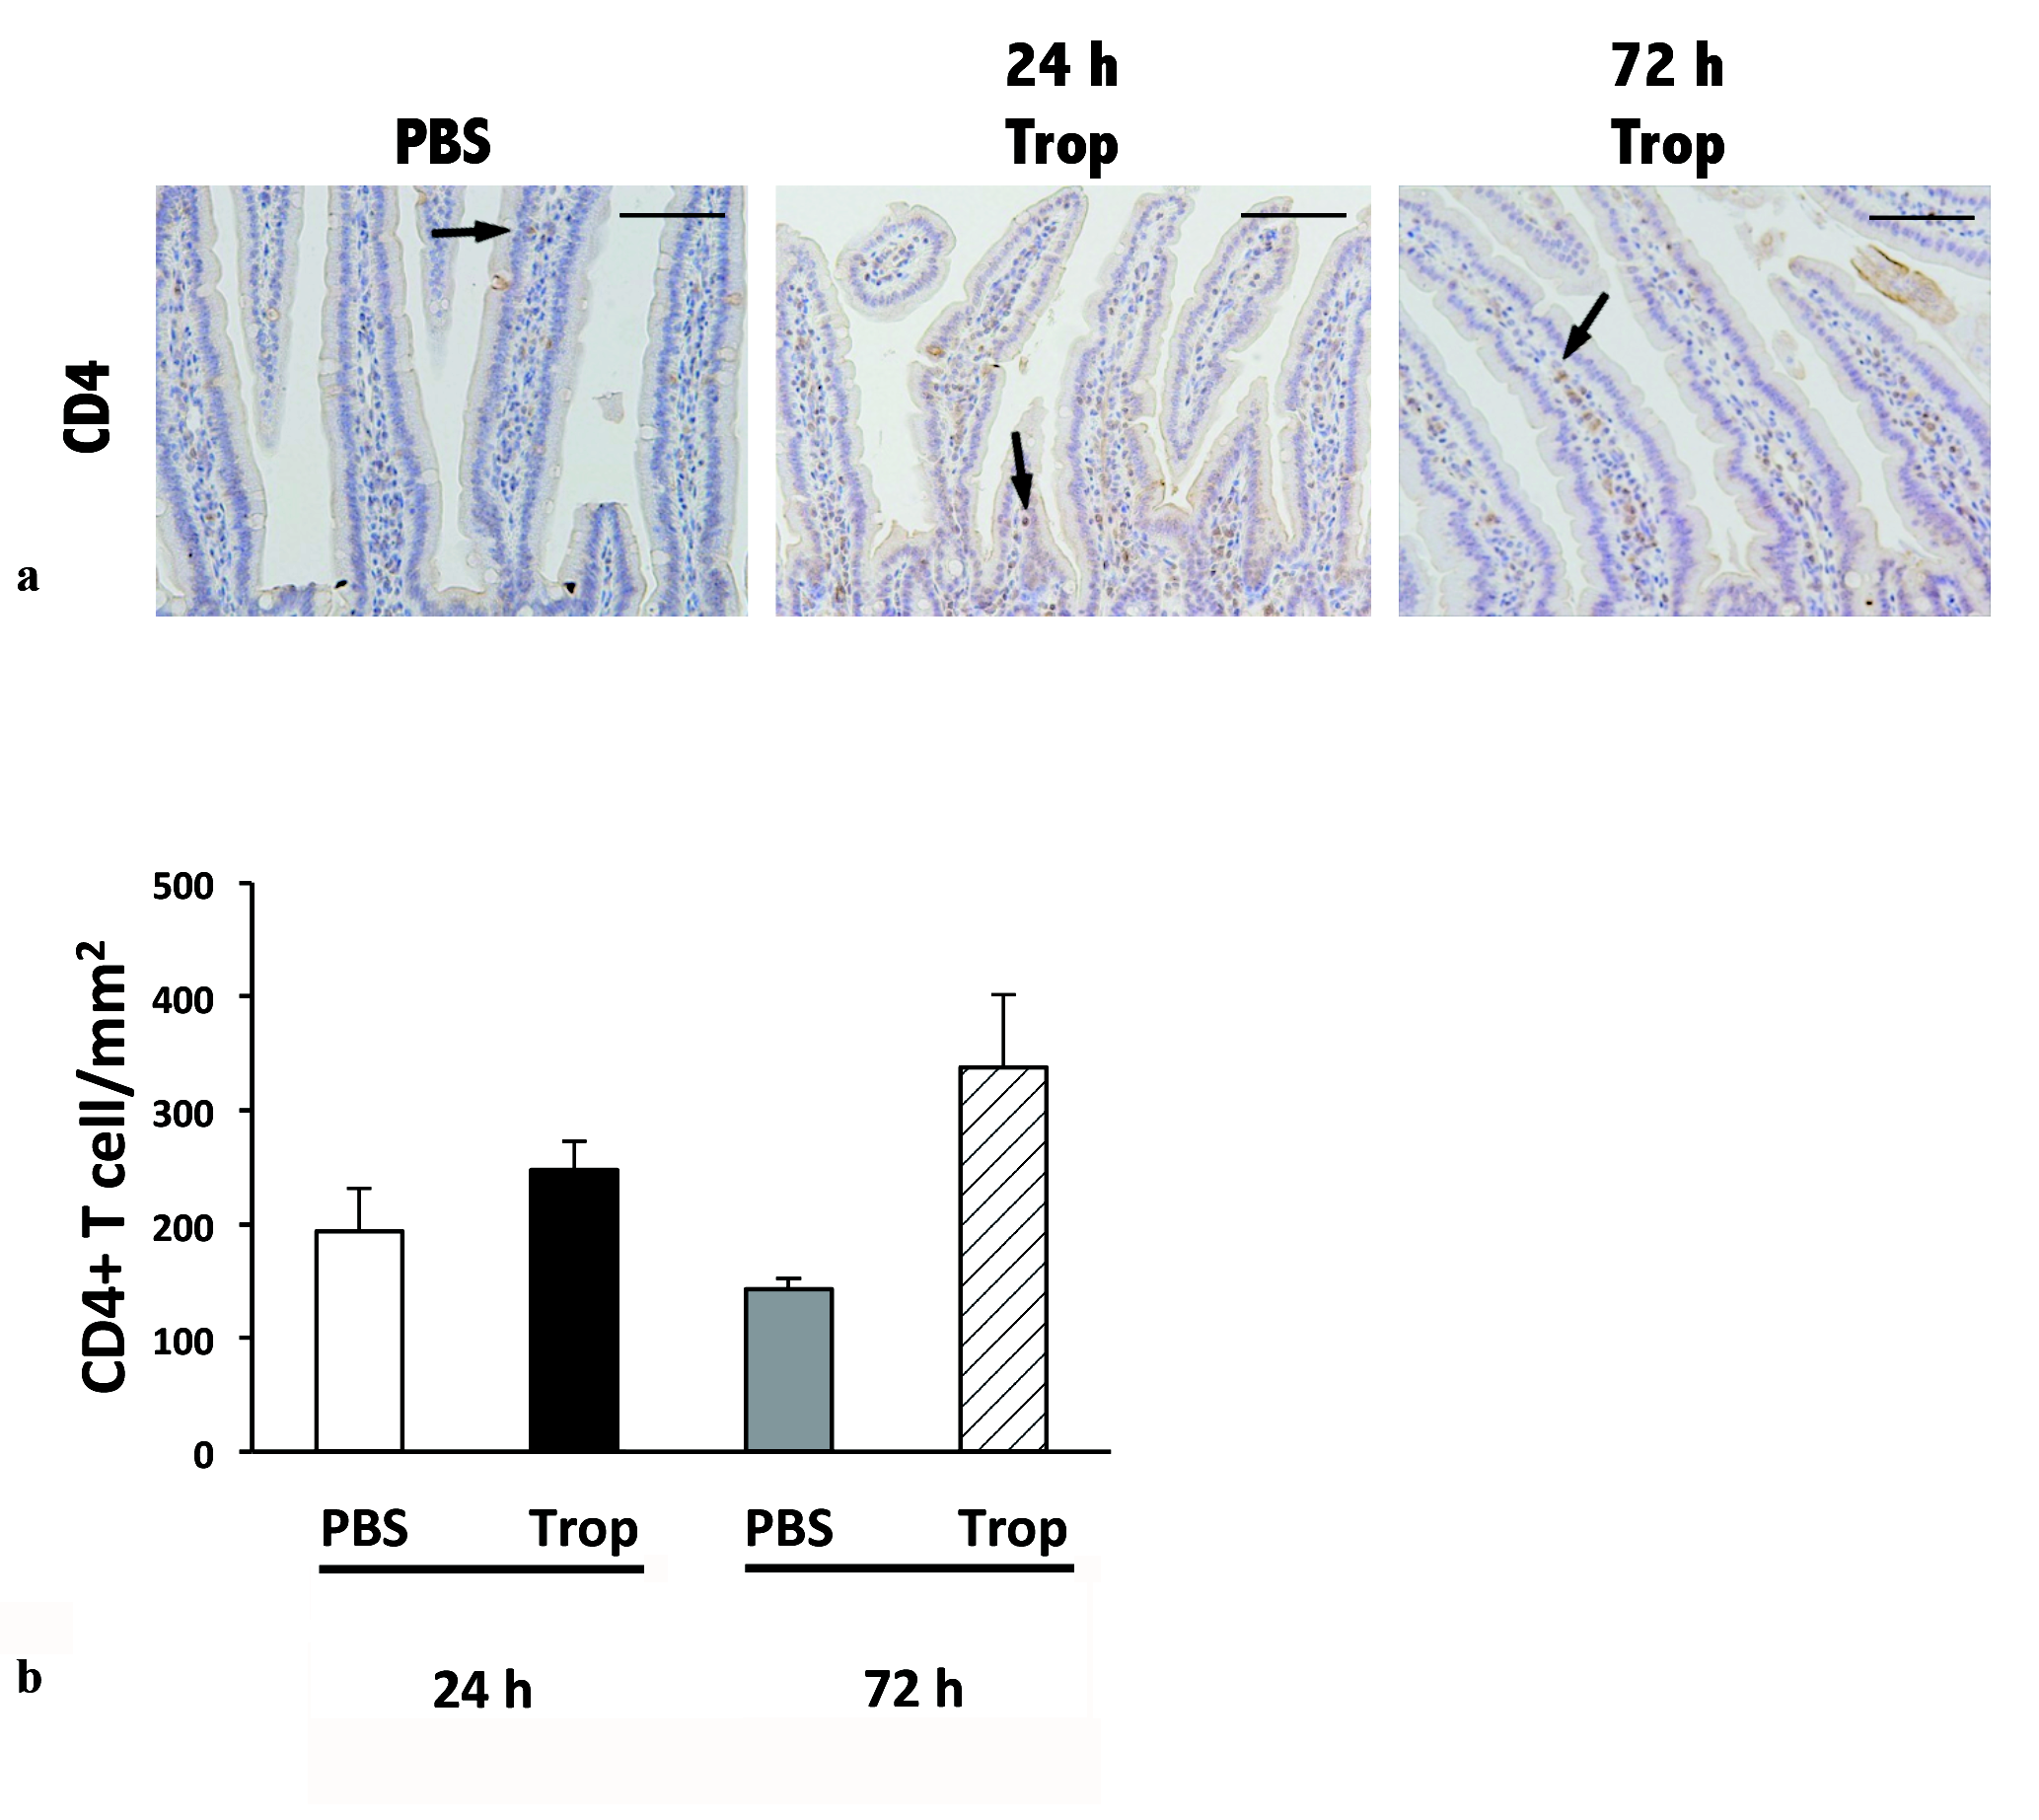 24 h
72 h
PBS
Trop
Trop
CD4
a
500
400
300
200
100
0
CD4+ T cell/mm²
PBS
Trop
PBS
Trop
24 h
72 h
b